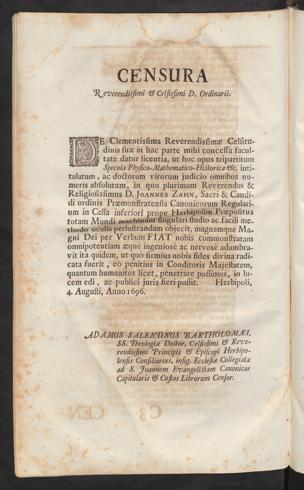 CENSURA
Reverendissimi & Celsissimi D. Ordinarii.
DE Clementissima Reverendissimæ Celsitu-
dinis suæ in hac parte mihi concessa facul-
tate datur licentia, ut hoc opus tripartitum
Specula Physico-Mathematico-Historica &c. inti-
tulatum, ac doctorum virorum judicio omnibus nu-
meris absolutum, in quo plurimum Reverendus &
Religiosissimus D. JOANNES ZAHN, Sacri & Candi-
di ordinis Præmonstratensis Canonicorum Regulari-
um in Cella inferiori prope Herbipolim Præpositus
totam Mundi machinam singulari studio ac facili me-
thodo oculis perlustrandam objecit, magnamque Ma-
gni Dei per Verbum FIAT nobis commonstratam
omnipotentiam æque ingeniosè ac nervosè adumbra-
vit ita quidem, ut quo firmius nobis fides divina radi-
cata fuerit, eò penitius in Conditoris Majestatem,
quantum humanitus licet, penetrare possimus, in lu-
cem edi, ac publici juris fieri possit. Herbipoli,
4. Augusti, Anno 1696.
ADAMUS SALENTINUS BARTHOLOMÆI,
SS. Theologiæ Doctor, Celsissimi & Reve-
rendissimi Principis & Episcopi Herbipo-
lensis Consiliarius, insig. Ecclesiæ Collegiatæ
ad S. Joannem Evangelistam Canonicus
Capitularis & Custos Librorum Censor.